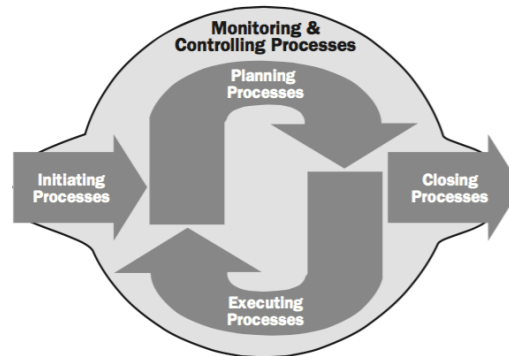 Monitoring &
Controlling Processes
Planning
Processes
Initiating
Processes
Closing
Processes
Executing
Processes